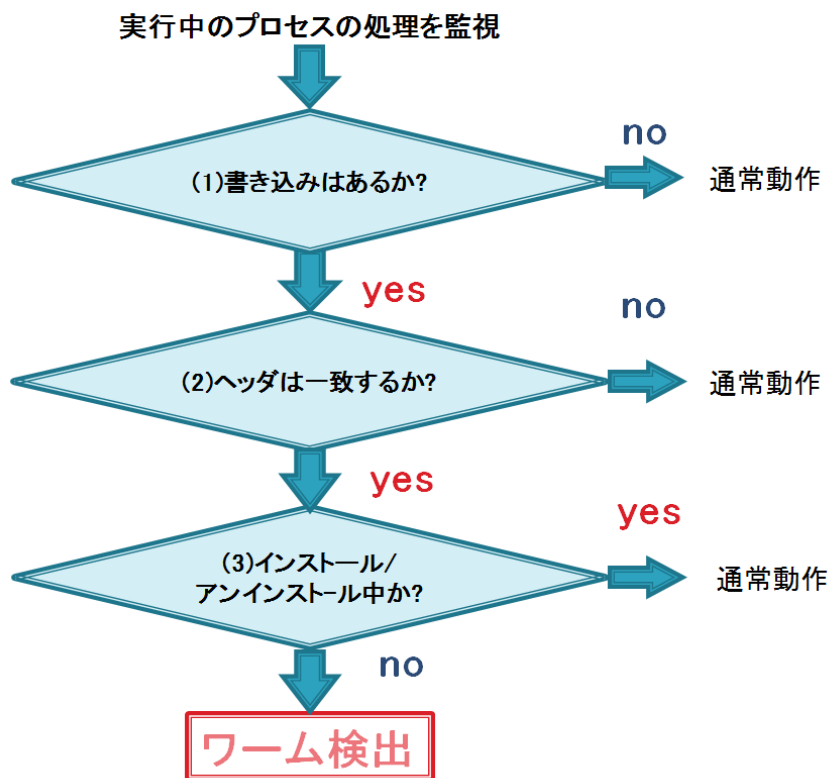 実行中のプロセスの処理を監視
no
(1)書き込みはあるか?
通常動作
yes
no
(2)ヘッダは一致するか?
通常動作
yes
yes
(3)インストール/
アンインストール中か?
通常動作
no
ワーム検出